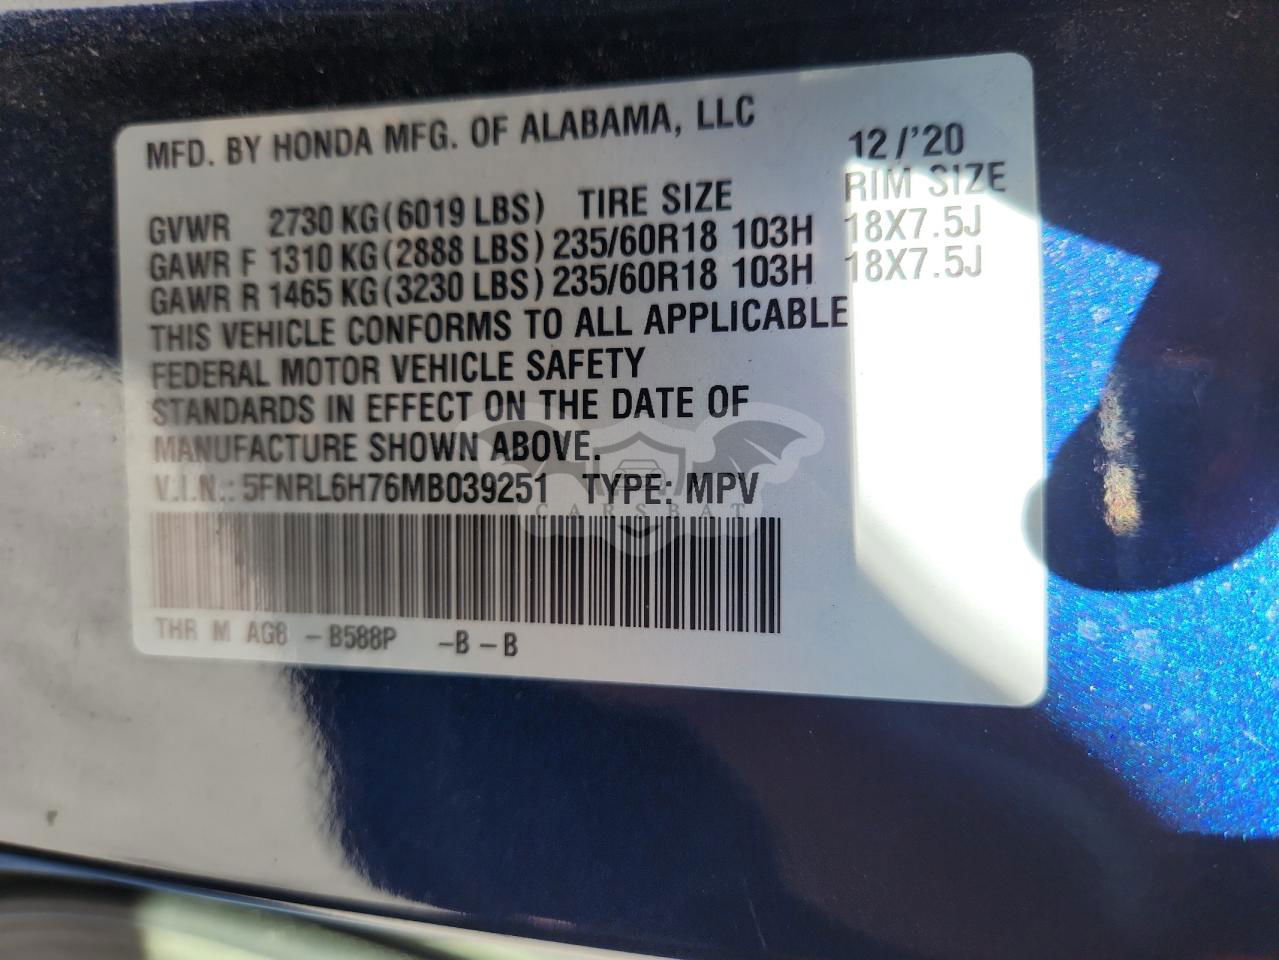 MFD. BY HONDA MFG. OF ALABAMA, LLC 12/'20
GVWR 2730 KG(6019 LBS) TIRE SIZE RIM SIZE
GAWR F 1310 KG(2888 LBS) 235/60R18 103H 18X7.5J
GAWR R 1465 KG(3230 LBS) 235/60R18 103H 18X7.5J
THIS VEHICLE CONFORMS TO ALL APPLICABLE
FEDERAL MOTOR VEHICLE SAFETY
STANDARDS IN EFFECT ON THE DATE OF
MANUFACTURE SHOWN ABOVE.
V.I.N.: 5FNRL6H76MB039251 TYPE: MPV
CARSBAT
THR M AG8 -B588P -B-B